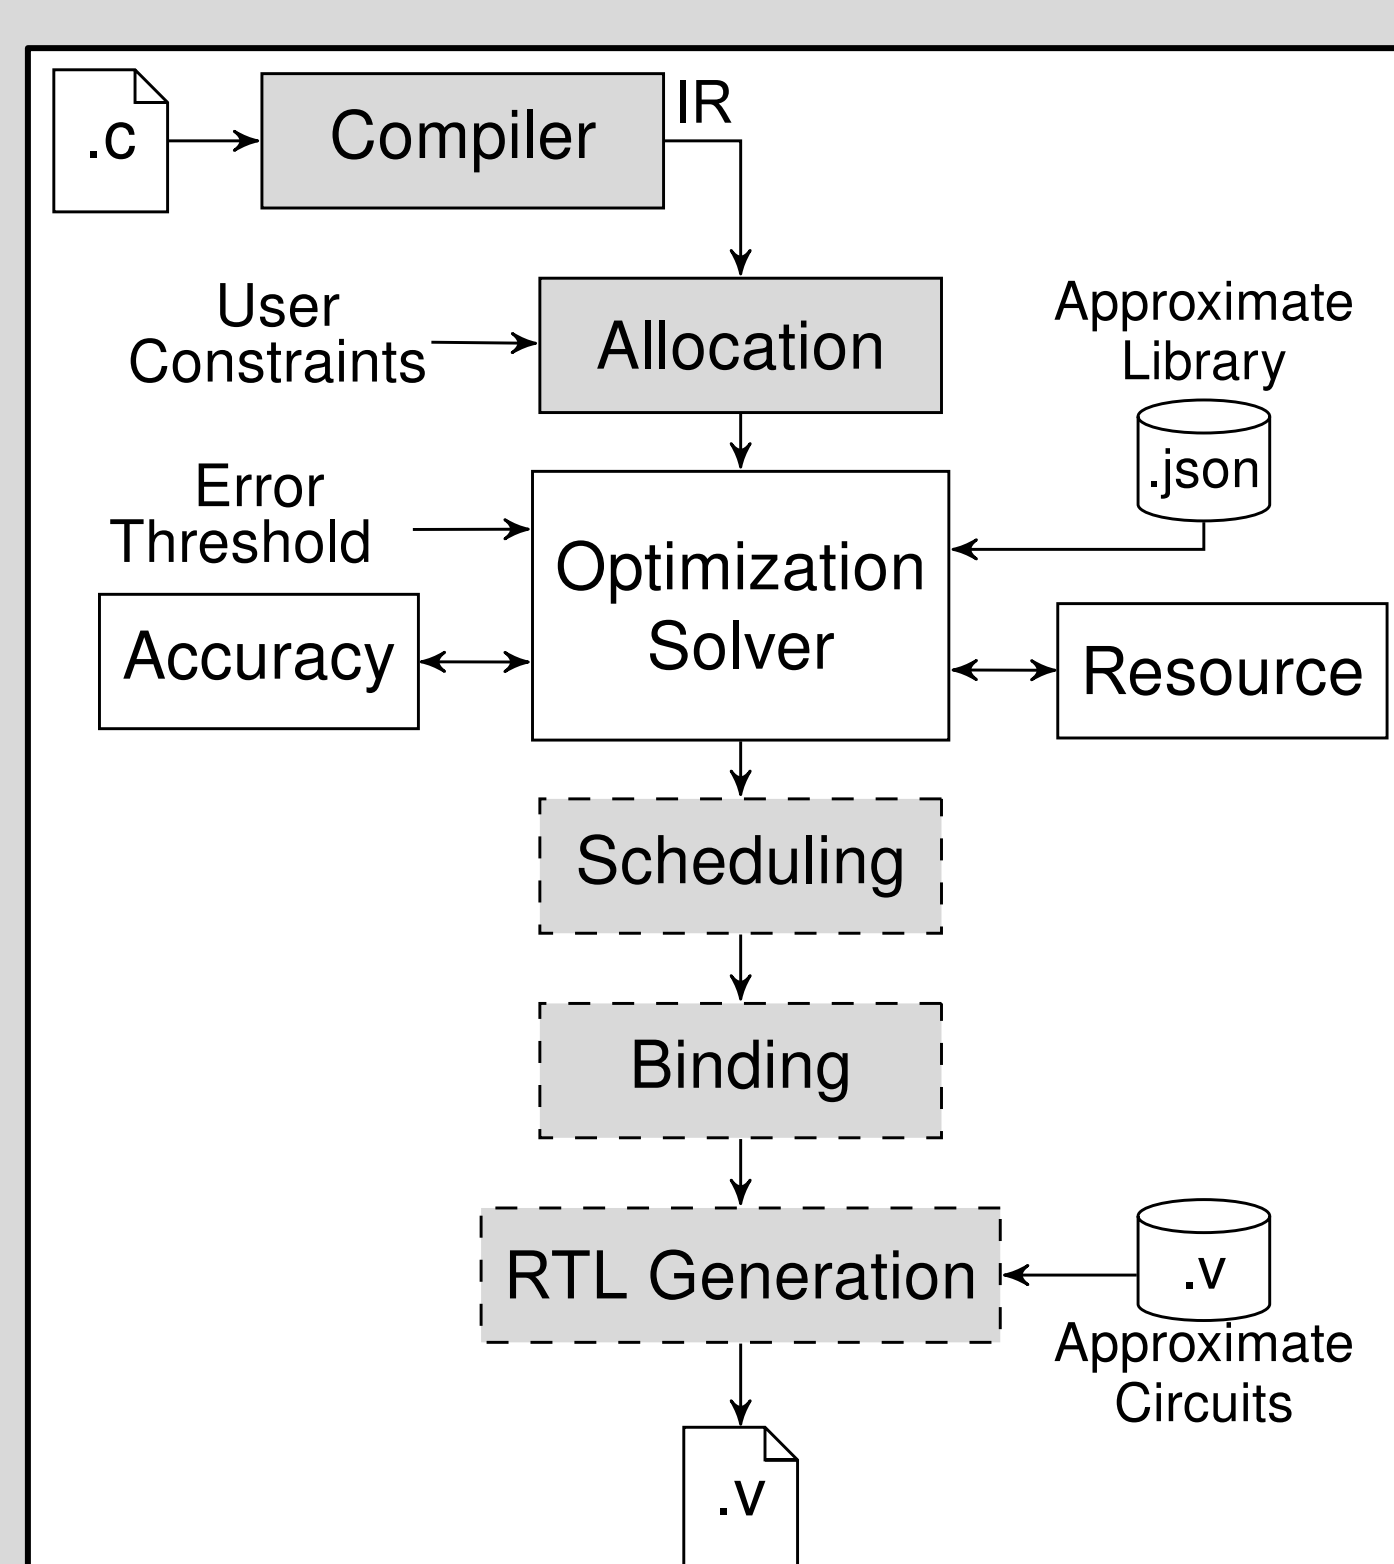 .c
Compiler
IR
User
Constraints
Allocation
Approximate
Library
.json
Error
Threshold
Optimization
Solver
Accuracy
Resource
Scheduling
Binding
RTL Generation
.v
Approximate
Circuits
.v